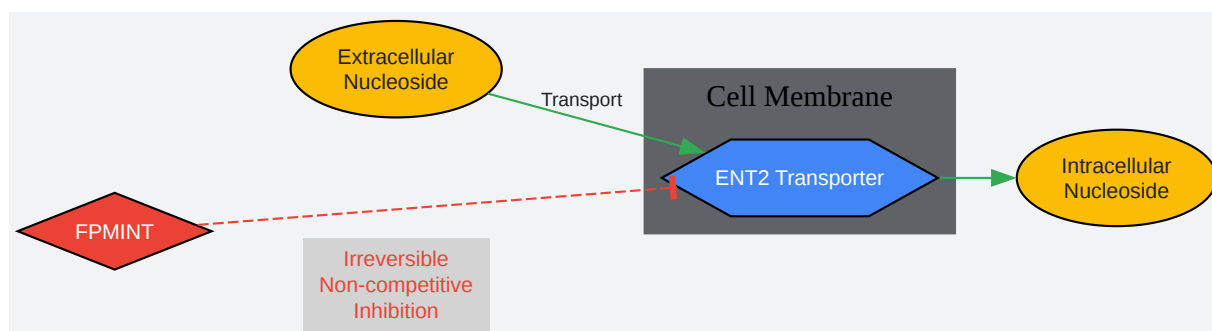 Extracellular
Nucleoside
Transport
Cell Membrane
ENT2 Transporter
Intracellular
Nucleoside
FPMINT
Irreversible
Non-competitive
Inhibition